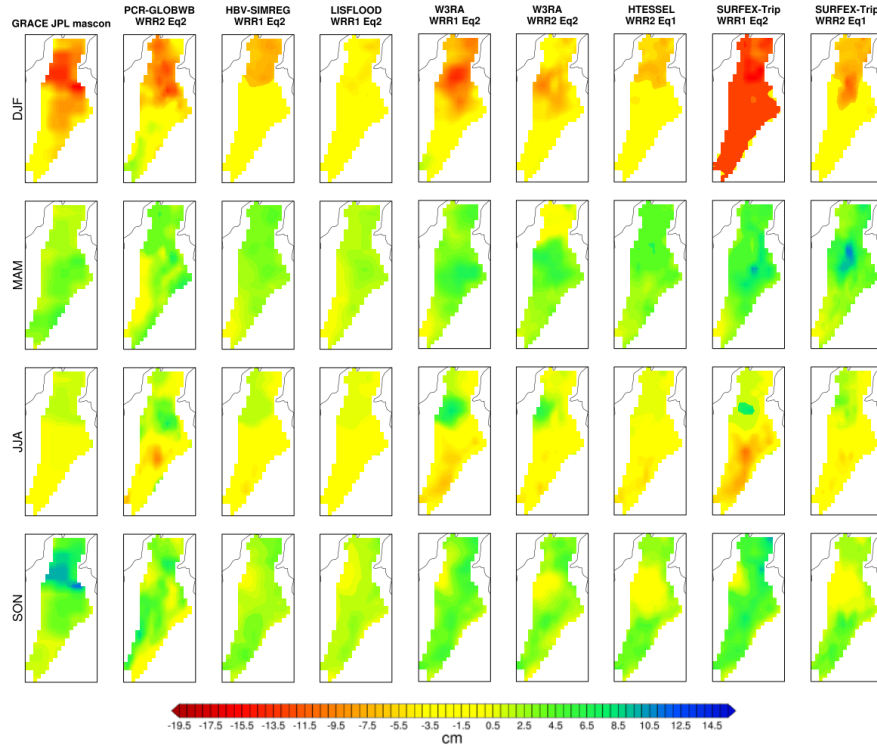 GRACE JPL mascon
PCR-GLOBWB
WRR2 Eq2
HBV-SIMREG
WRR1 Eq2
LISFLOOD
WRR1 Eq2
W3RA
WRR1 Eq2
W3RA
WRR2 Eq2
HTESSEL
WRR2 Eq1
SURFEX-Trip
WRR1 Eq2
SURFEX-Trip
WRR2 Eq1
DJF
MAM
JJA
SON
-19.5 -15.5 -13.5 -11.5 -9.5 -7.5 -5.5 -3.5 -1.5 0.5 2.5 4.5 6.5 8.5 10.5 12.5 14.5
cm